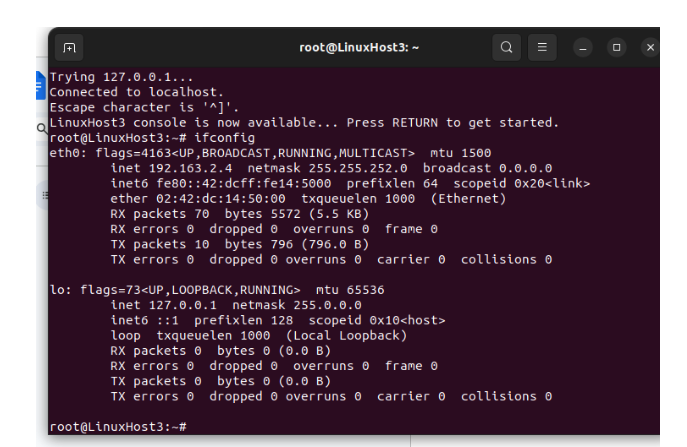 root@LinuxHost3: ~
Trying 127.0.0.1...
Connected to localhost.
Escape character is '^]'.
LinuxHost3 console is now available... Press RETURN to get started.
root@LinuxHost3:~# ifconfig
eth0: flags=4163<UP,BROADCAST,RUNNING,MULTICAST>  mtu 1500
        inet 192.163.2.4  netmask 255.255.252.0  broadcast 0.0.0.0
        inet6 fe80::42:dcff:fe14:5000  prefixlen 64  scopeid 0x20<link>
        ether 02:42:dc:14:50:00  txqueuelen 1000  (Ethernet)
        RX packets 70  bytes 5572 (5.5 KB)
        RX errors 0  dropped 0  overruns 0  frame 0
        TX packets 10  bytes 796 (796.0 B)
        TX errors 0  dropped 0 overruns 0  carrier 0  collisions 0
lo: flags=73<UP,LOOPBACK,RUNNING>  mtu 65536
        inet 127.0.0.1  netmask 255.0.0.0
        inet6 ::1  prefixlen 128  scopeid 0x10<host>
        loop  txqueuelen 1000  (Local Loopback)
        RX packets 0  bytes 0 (0.0 B)
        RX errors 0  dropped 0  overruns 0  frame 0
        TX packets 0  bytes 0 (0.0 B)
        TX errors 0  dropped 0 overruns 0  carrier 0  collisions 0
root@LinuxHost3:~#